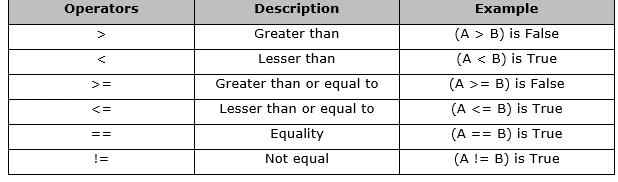 Operators Description Example
> Greater than (A > B) is False
< Lesser than (A < B) is True
>= Greater than or equal to (A >= B) is False
<= Lesser than or equal to (A <= B) is True
== Equality (A == B) is True
!= Not equal (A != B) is True